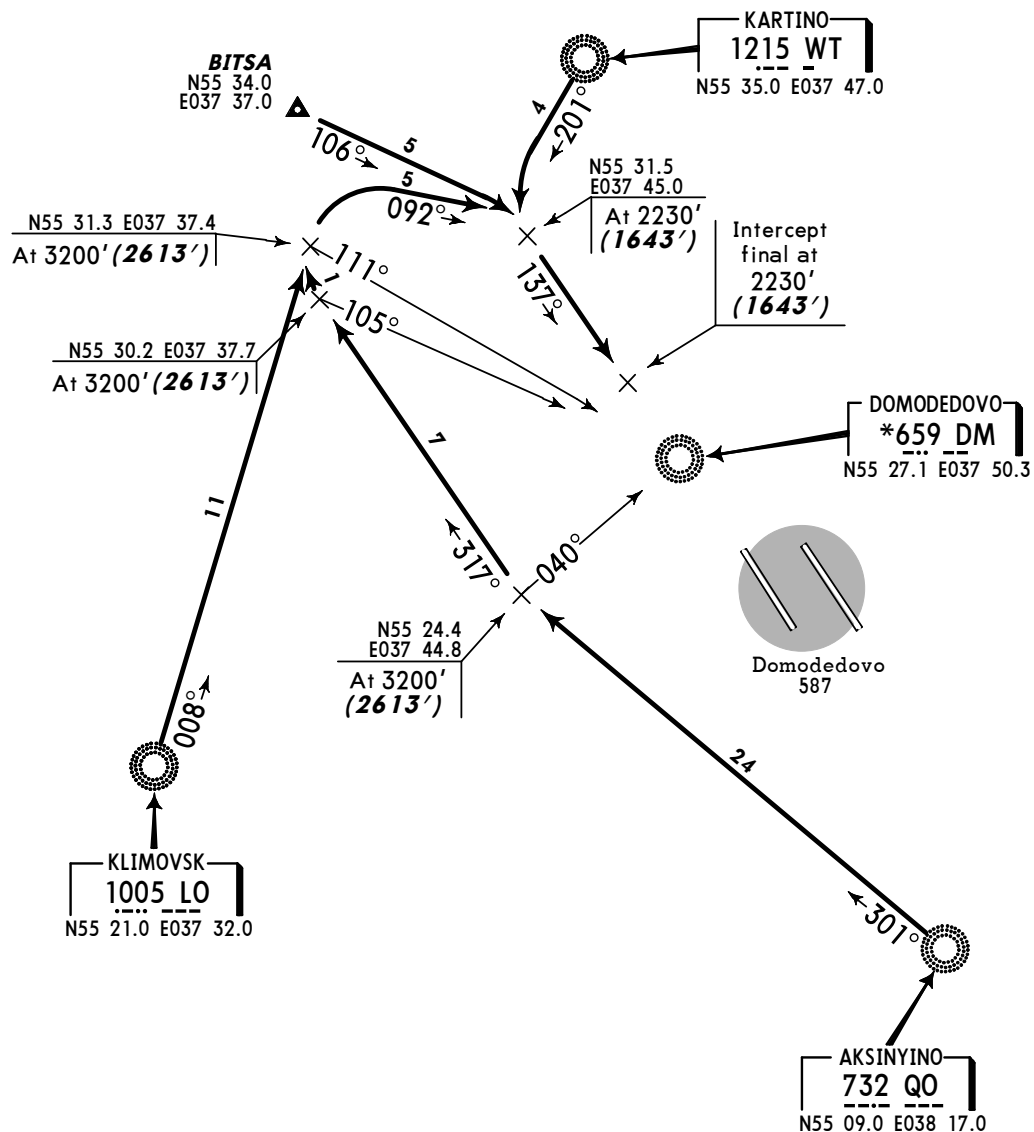 KARTINO
1215 WT
N55 35.0 E037 47.0
BITSA
N55 34.0
E037 37.0
4
201°
5
106°
5
092°
N55 31.5
E037 45.0
At 2230'
(1643')
Intercept
final at
2230'
(1643')
N55 31.3 E037 37.4
At 3200' (2613')
111°
1
105°
137°
N55 30.2 E037 37.7
At 3200' (2613')
DOMODEDOVO
*659 DM
N55 27.1 E037 50.3
7
11
317°
040°
N55 24.4
E037 44.8
At 3200'
(2613')
Domodedovo
587
008°
24
KLIMOVSK
1005 LO
N55 21.0 E037 32.0
301°
AKSINYINO
732 QO
N55 09.0 E038 17.0